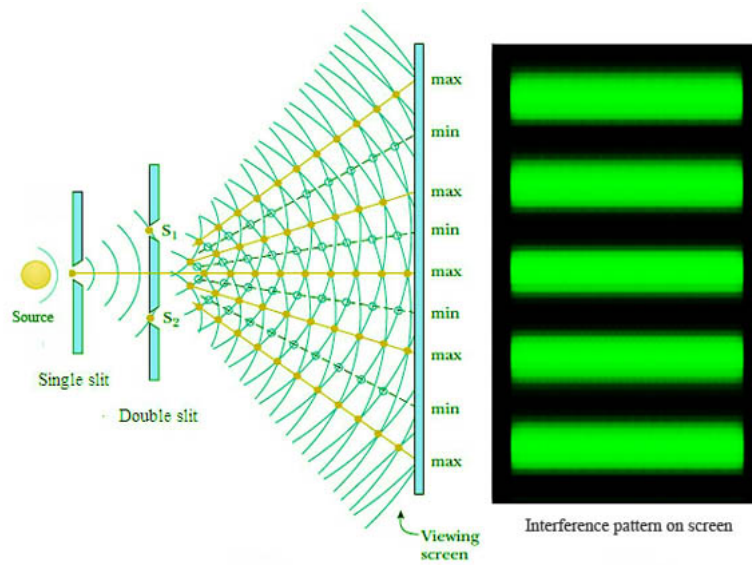 Source
Single slit
S1
S2
Double slit
max
min
max
min
max
min
max
min
max
Viewing
screen
Interference pattern on screen